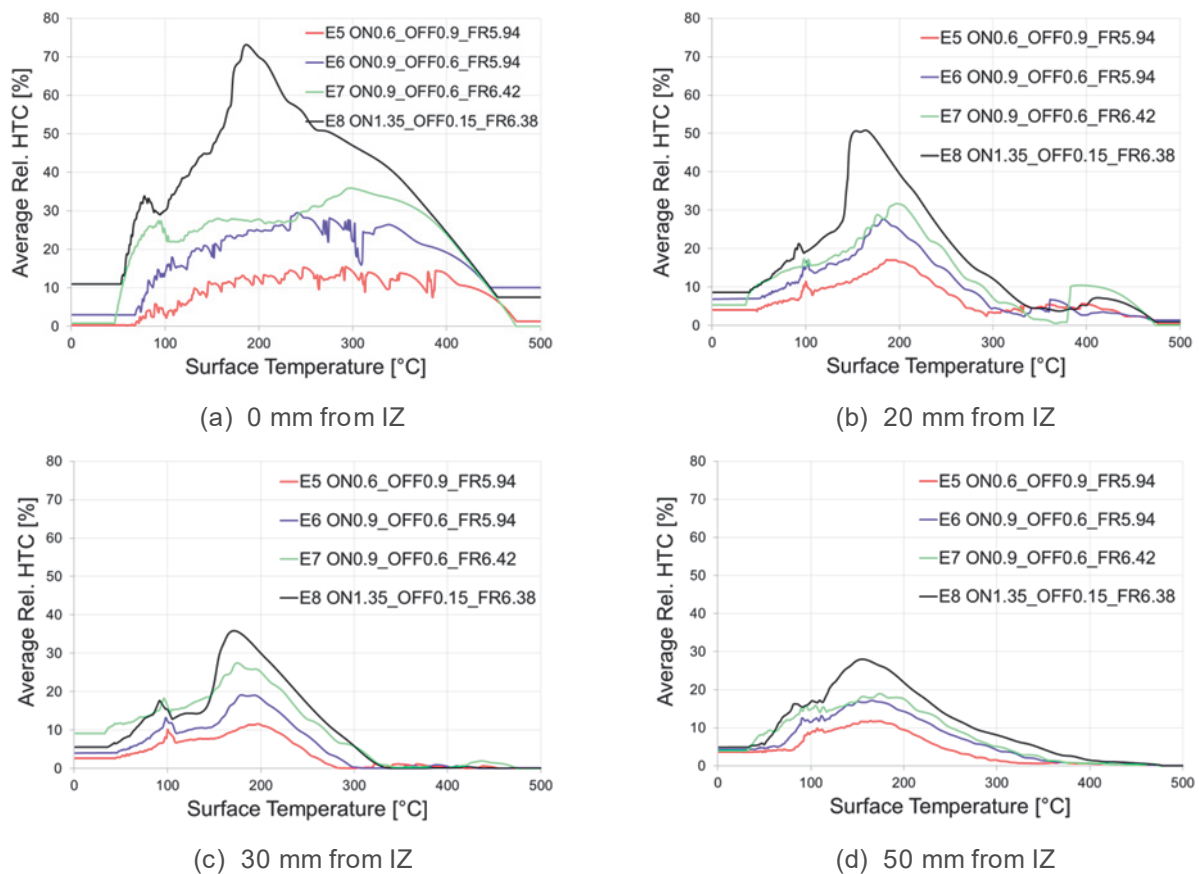 80
70
60
50
40
30
20
10
0
Average Rel. HTC [%]
E5 ON0.6_OFF0.9_FR5.94
E6 ON0.9_OFF0.6_FR5.94
E7 ON0.9_OFF0.6_FR6.42
E8 ON1.35_OFF0.15_FR6.38
0 100 200 300 400 500
Surface Temperature [°C]
(a) 0 mm from IZ
80
70
60
50
40
30
20
10
0
Average Rel. HTC [%]
E5 ON0.6_OFF0.9_FR5.94
E6 ON0.9_OFF0.6_FR5.94
E7 ON0.9_OFF0.6_FR6.42
E8 ON1.35_OFF0.15_FR6.38
0 100 200 300 400 500
Surface Temperature [°C]
(b) 20 mm from IZ
80
70
60
50
40
30
20
10
0
Average Rel. HTC [%]
E5 ON0.6_OFF0.9_FR5.94
E6 ON0.9_OFF0.6_FR5.94
E7 ON0.9_OFF0.6_FR6.42
E8 ON1.35_OFF0.15_FR6.38
0 100 200 300 400 500
Surface Temperature [°C]
(c) 30 mm from IZ
80
70
60
50
40
30
20
10
0
Average Rel. HTC [%]
E5 ON0.6_OFF0.9_FR5.94
E6 ON0.9_OFF0.6_FR5.94
E7 ON0.9_OFF0.6_FR6.42
E8 ON1.35_OFF0.15_FR6.38
0 100 200 300 400 500
Surface Temperature [°C]
(d) 50 mm from IZ